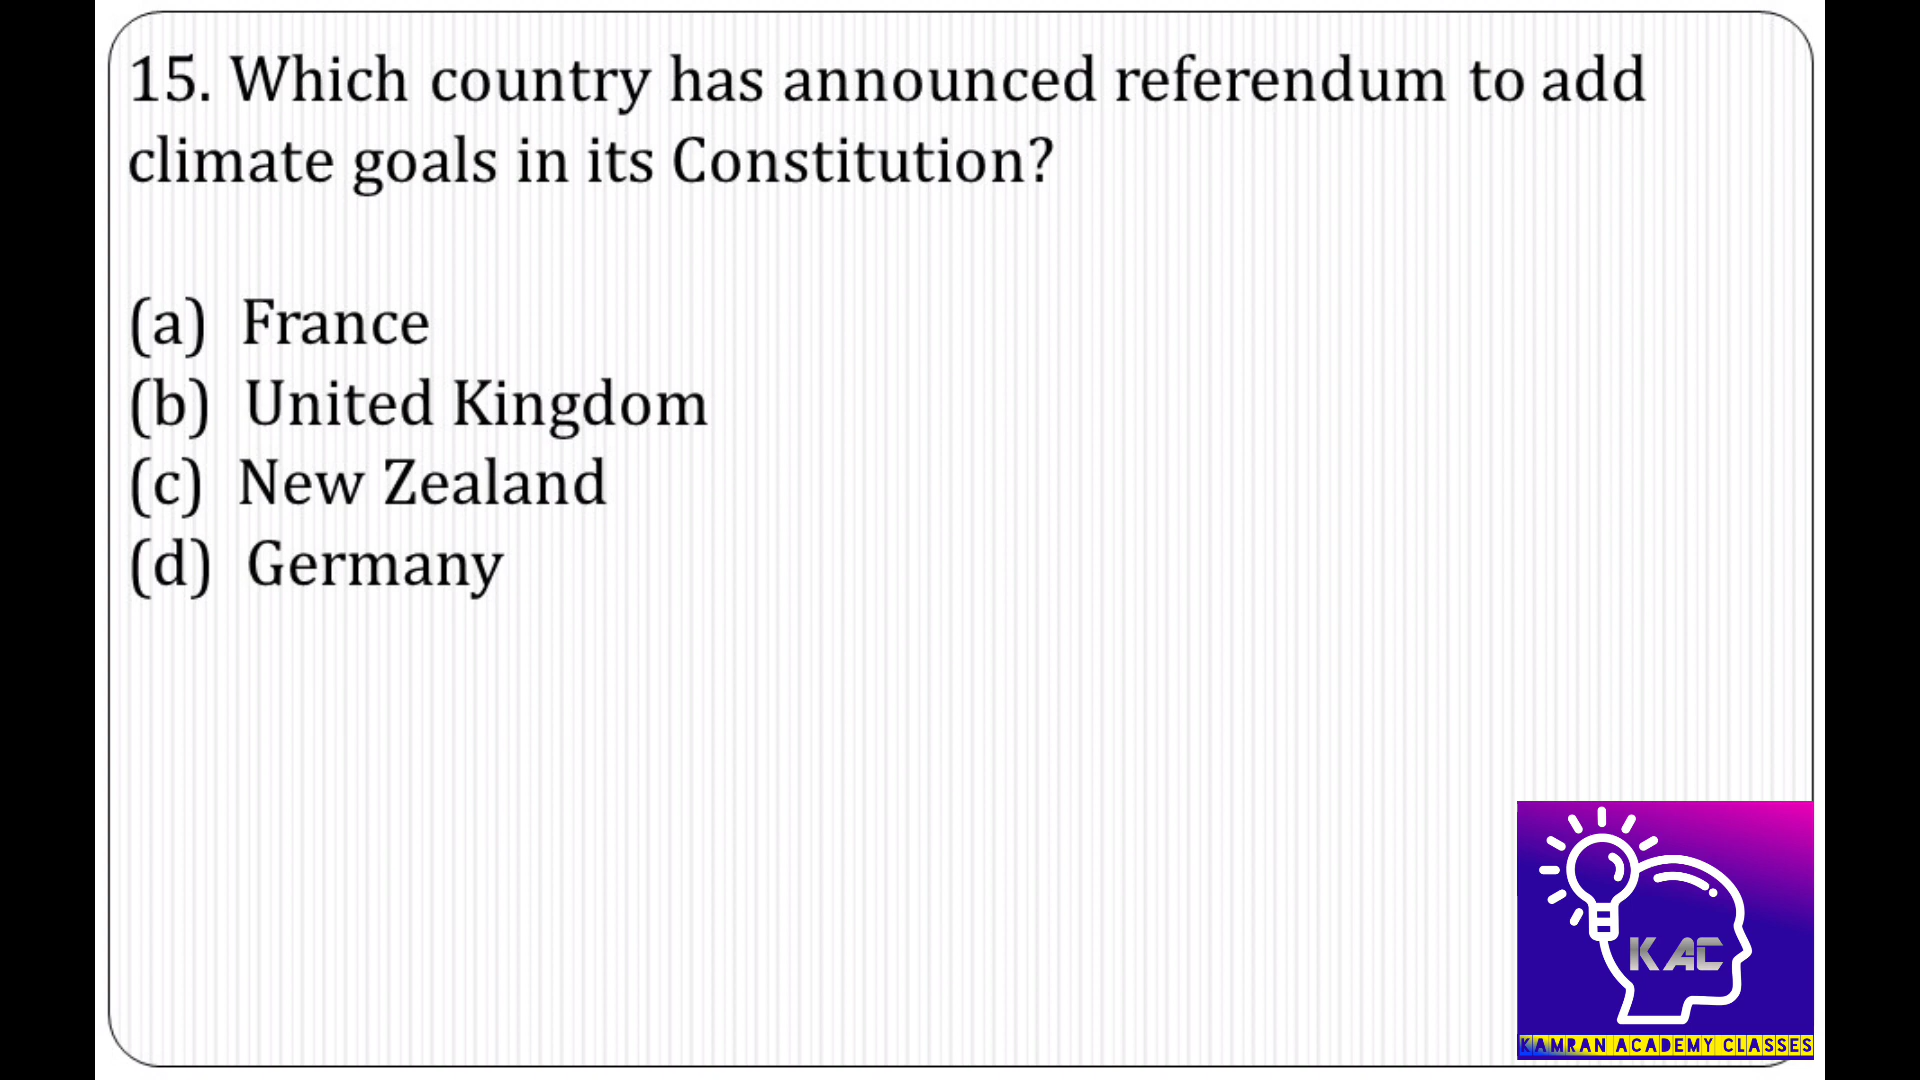 15. Which country has announced referendum to add
climate goals in its Constitution?
(a) France
(b) United Kingdom
(c) New Zealand
(d) Germany
KAC
KAMRAN ACADEMY CLASSES